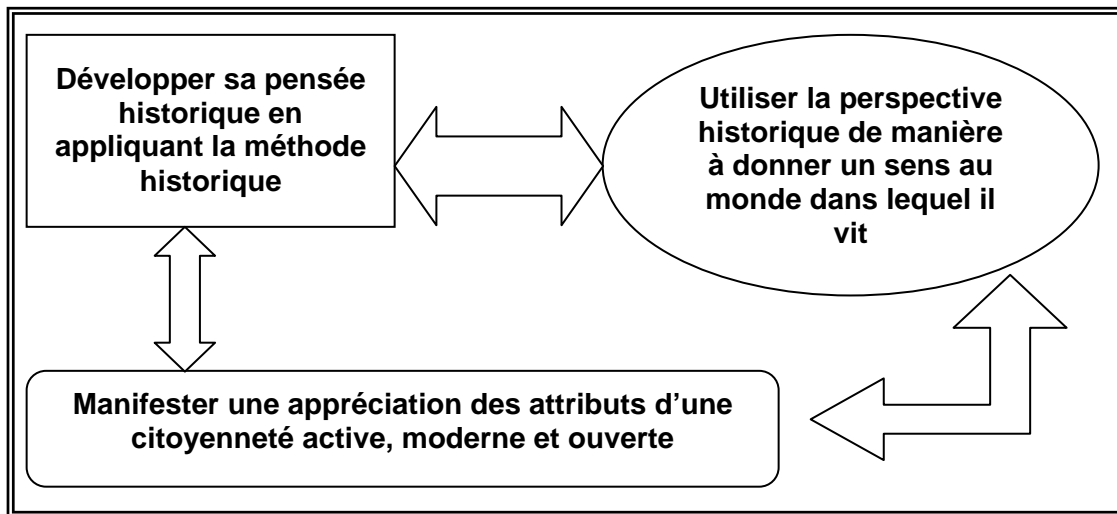 Développer sa pensée
historique en
appliquant la méthode
historique
Utiliser la perspective
historique de manière
à donner un sens au
monde dans lequel il
vit
Manifester une appréciation des attributs d’une
citoyenneté active, moderne et ouverte